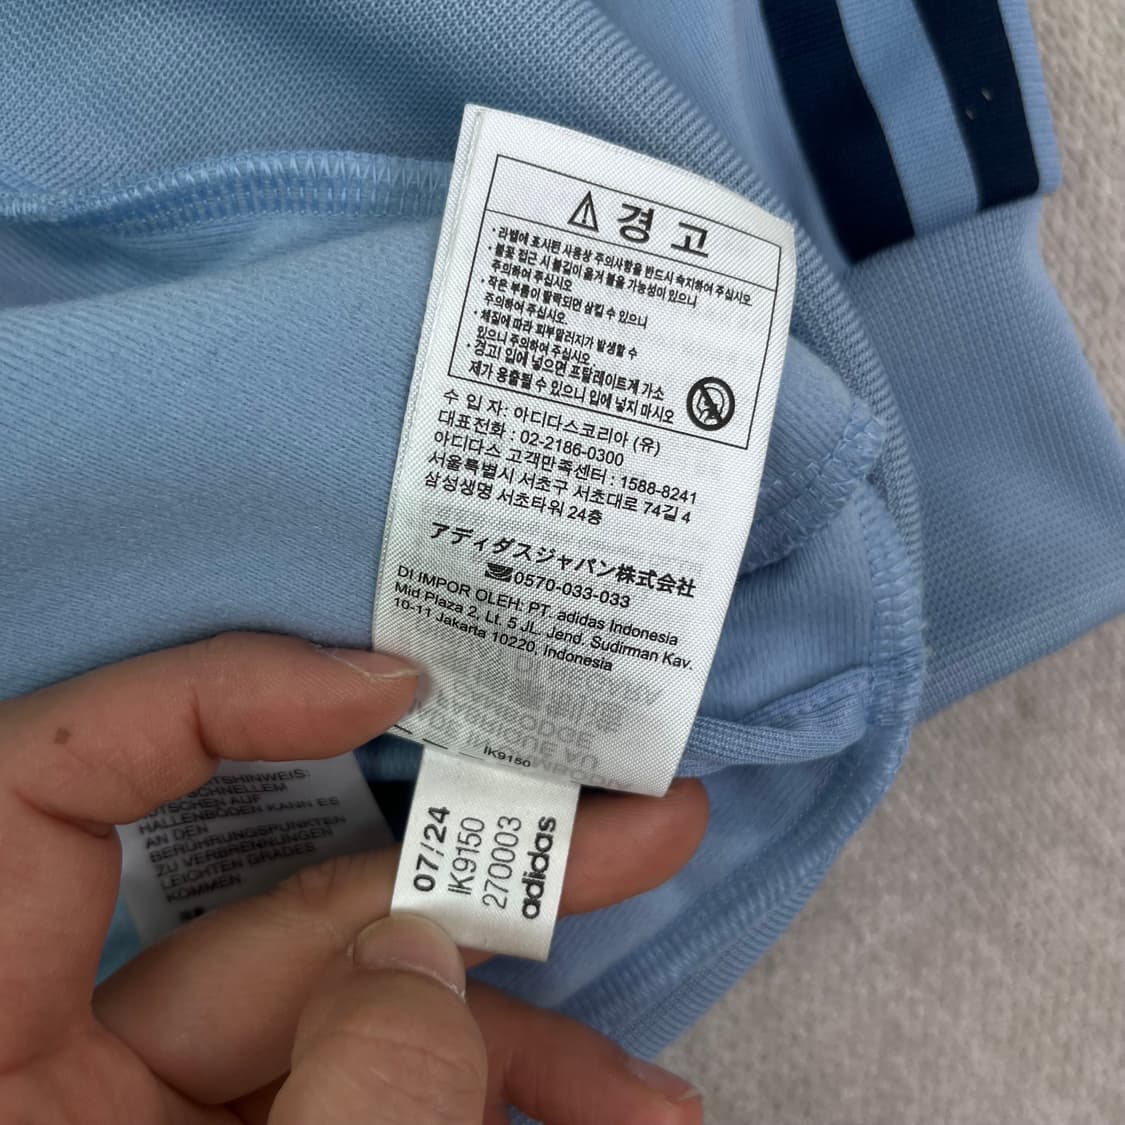 경고
· 라벨에 표시된 사용상 주의사항을 반드시 숙지하여 주십시오.
· 불꽃 접근 시 불길이 옮겨 붙을 가능성이 있으니
주의하여 주십시오
· 작은 부품이 탈락되면 삼킬 수 있으니
주의하여 주십시오.
· 체질에 따라 피부알러지가 발생할 수
있으니 주의하여 주십시오.
· 경고! 입에 넣으면 프탈레이트계 가소
제가 용출될 수 있으니 입에 넣지 마시오
수 입 자: 아디다스코리아 (유)
대표전화 : 02-2186-0300
아디다스 고객만족센터 : 1588-8241
서울특별시 서초구 서초대로 74길 4
삼성생명 서초타워 24층
アディダスジャパン株式会社
0570-033-033
DI IMPOR OLEH: PT. adidas Indonesia
Mid Plaza 2, Lt. 5 JL. Jend. Sudirman Kav.
10-11 Jakarta 10220, Indonesia
IK9150
07/24
IK9150
270003
adidas
HALLENBÖDEN KANN ES
AN DEN
BERÜHRUNGSPUNKTEN
ZU VERBRENNUNGEN
LEICHTEN GRADES
KOMMEN